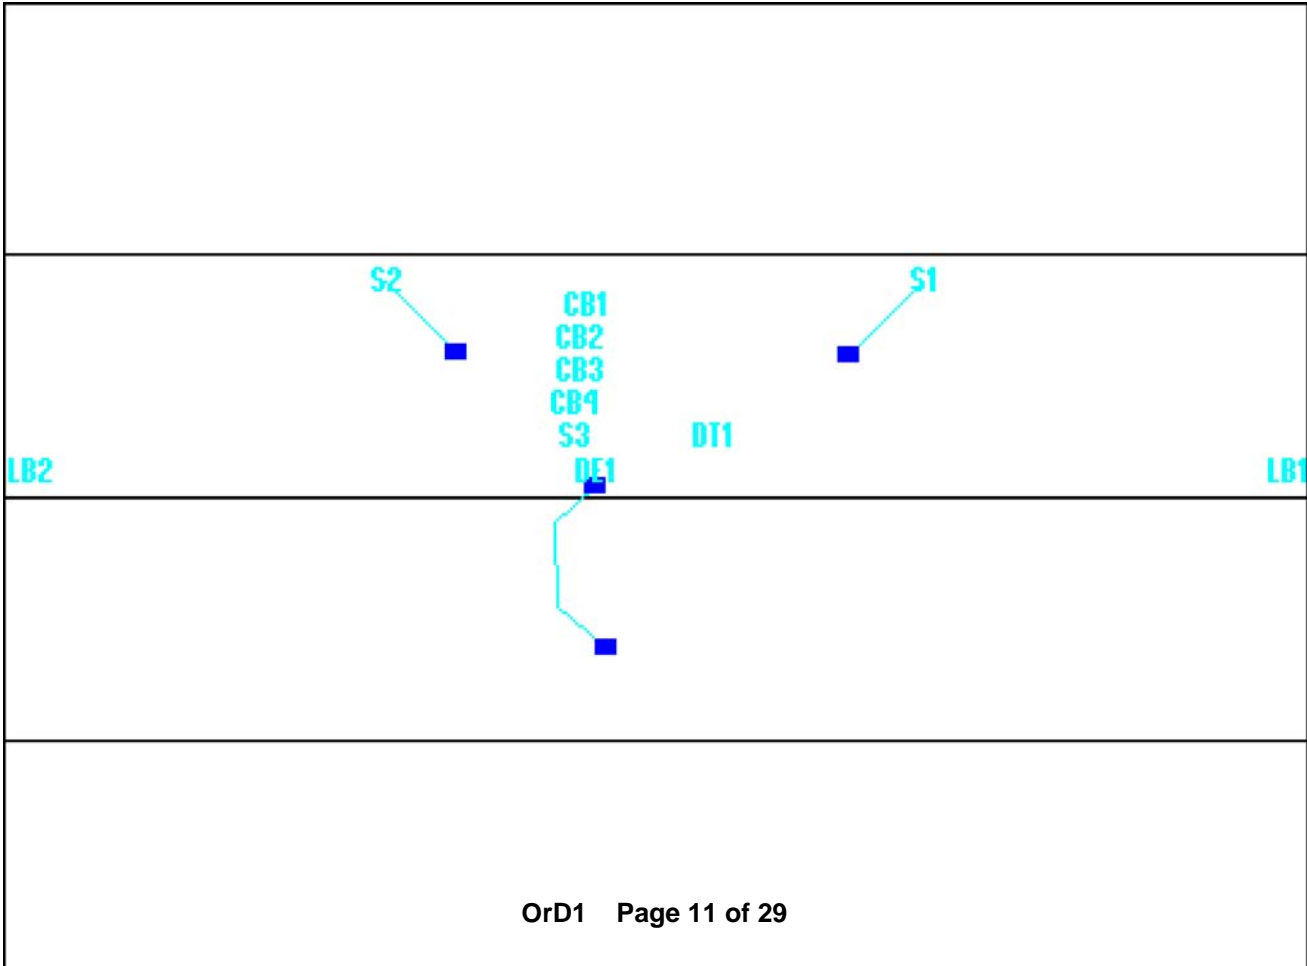 S2 S1
CB1
CB2
CB3
CB4
S3 DT1
LB2 DE1 LB1
OrD1 Page 11 of 29